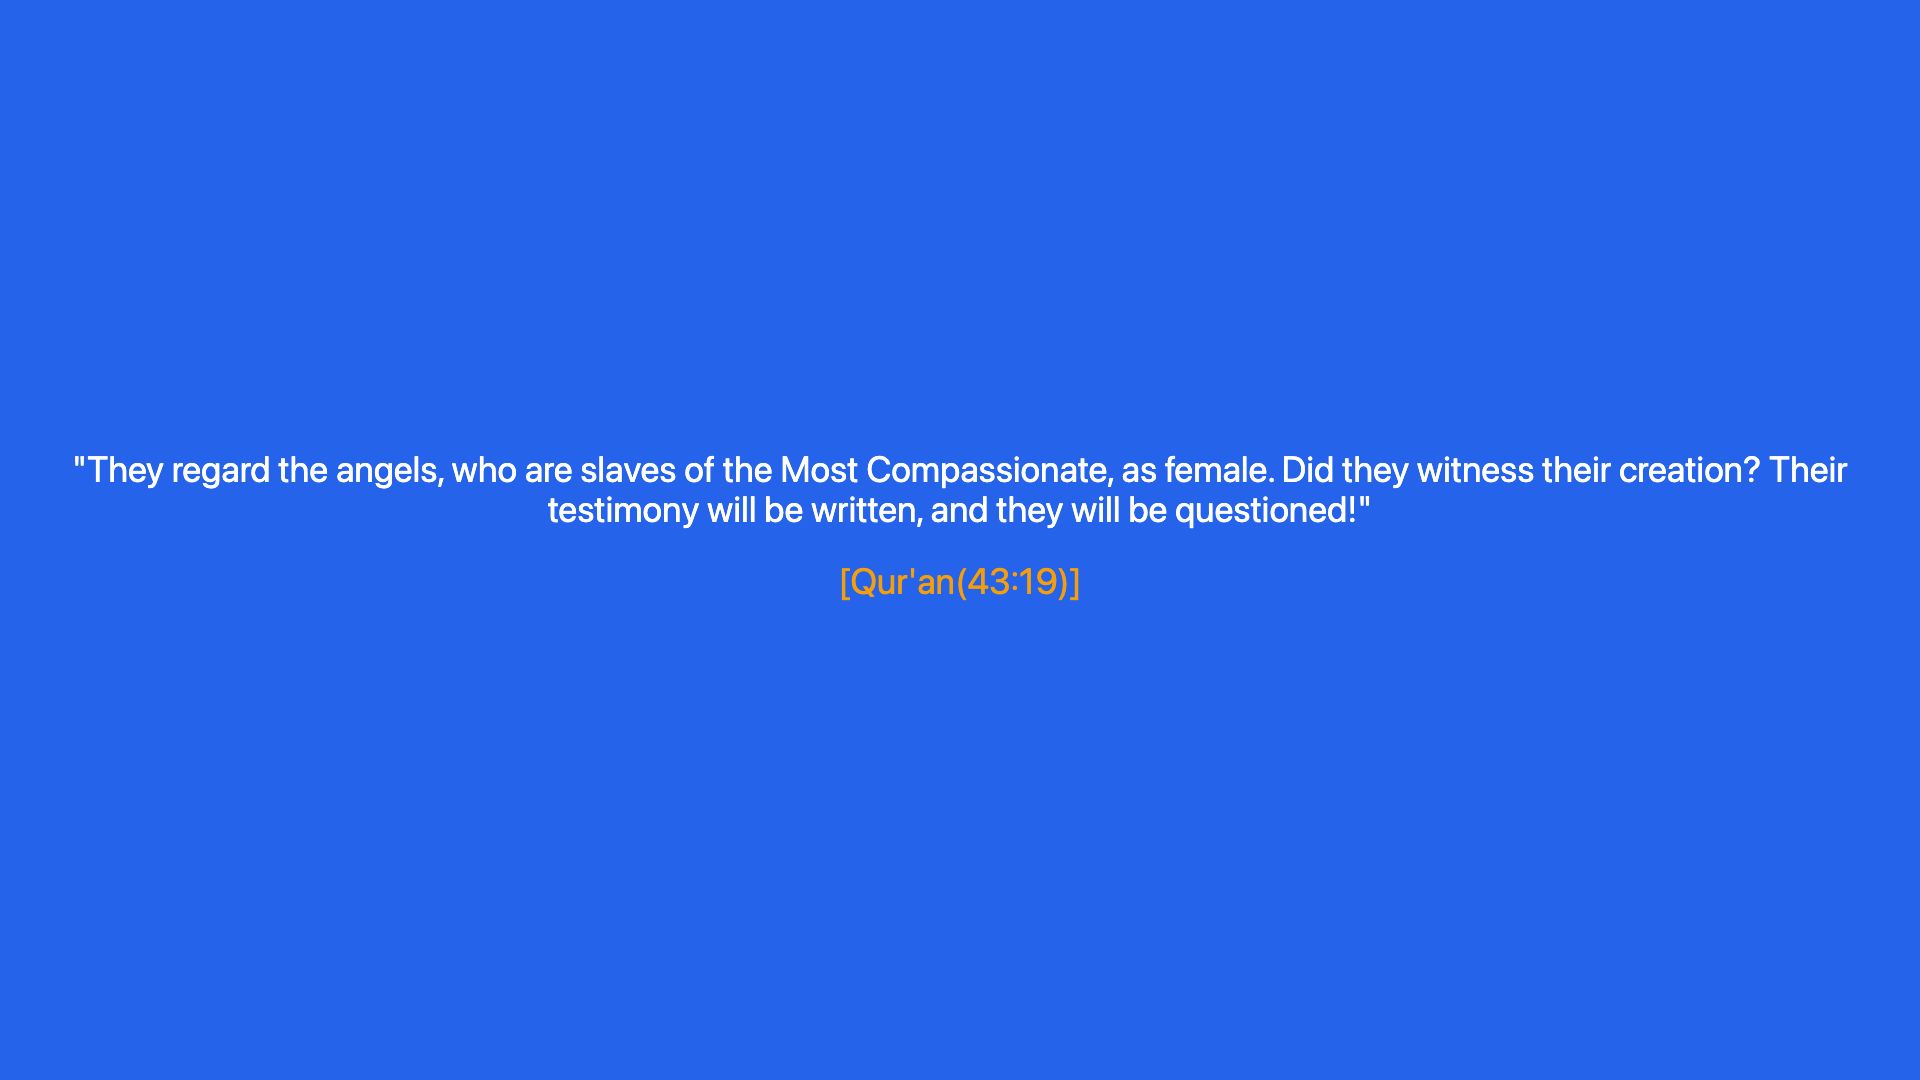 "They regard the angels, who are slaves of the Most Compassionate, as female. Did they witness their creation? Their
testimony will be written, and they will be questioned!"
[Qur'an(43:19)]